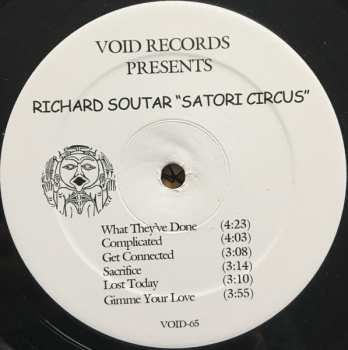 VOID RECORDS
PRESENTS
RICHARD SOUTAR "SATORI CIRCUS"
What They've Done (4:23)
Complicated (4:03)
Get Connected (3:08)
Sacrifice (3:14)
Lost Today (3:10)
Gimme Your Love (3:55)
VOID-65